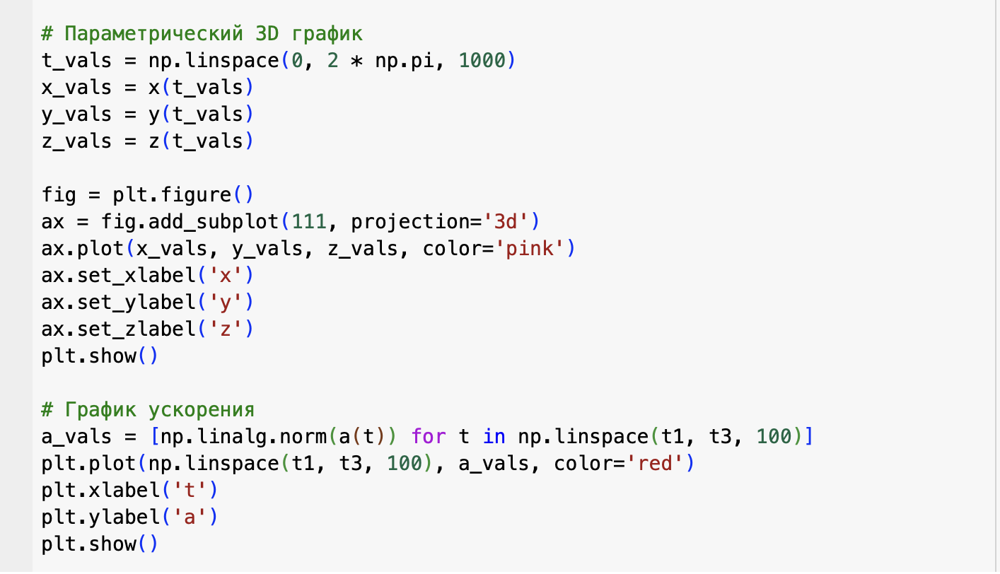 # Параметрический 3D график
t_vals = np.linspace(0, 2 * np.pi, 1000)
x_vals = x(t_vals)
y_vals = y(t_vals)
z_vals = z(t_vals)
fig = plt.figure()
ax = fig.add_subplot(111, projection='3d')
ax.plot(x_vals, y_vals, z_vals, color='pink')
ax.set_xlabel('x')
ax.set_ylabel('y')
ax.set_zlabel('z')
plt.show()
# График ускорения
a_vals = [np.linalg.norm(a(t)) for t in np.linspace(t1, t3, 100)]
plt.plot(np.linspace(t1, t3, 100), a_vals, color='red')
plt.xlabel('t')
plt.ylabel('a')
plt.show()